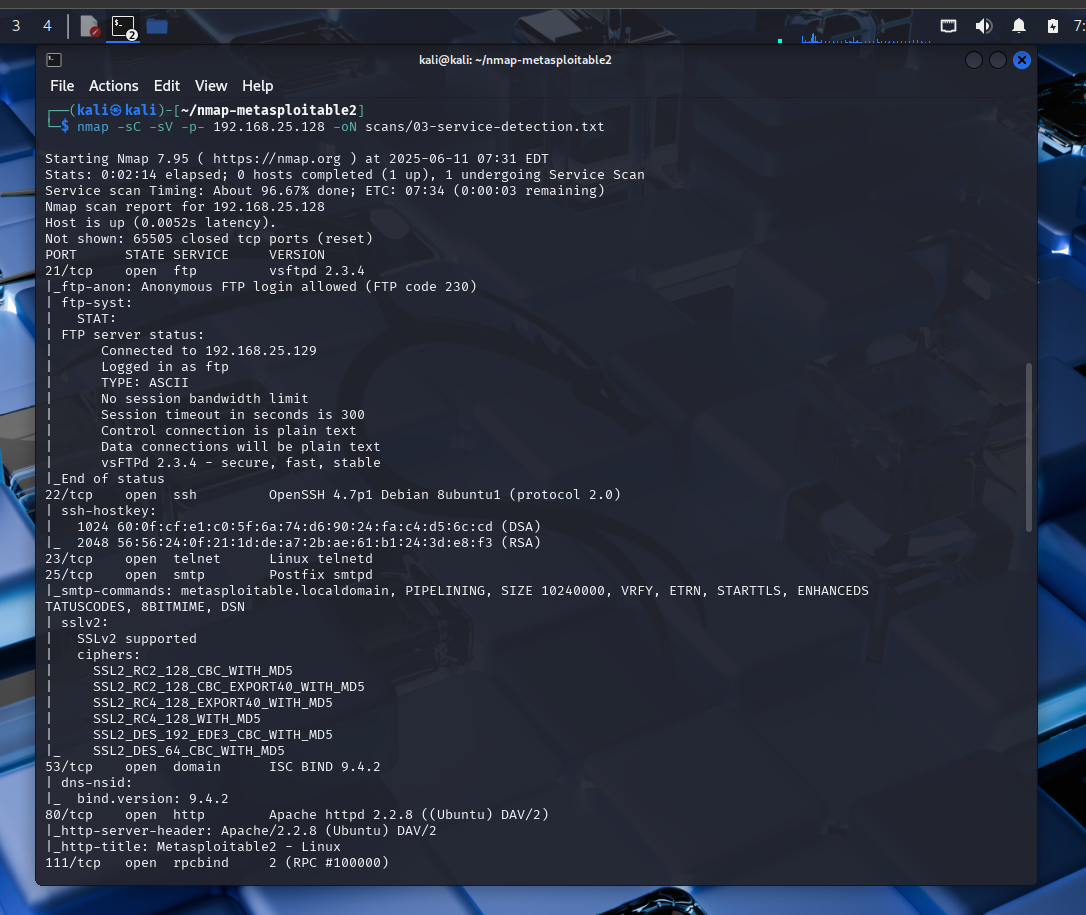 3 4 2 7:
kali@kali: ~/nmap-metasploitable2
File Actions Edit View Help
┌──(kali㉿kali)-[~/nmap-metasploitable2]
└─$ nmap -sC -sV -p- 192.168.25.128 -oN scans/03-service-detection.txt
Starting Nmap 7.95 ( https://nmap.org ) at 2025-06-11 07:31 EDT
Stats: 0:02:14 elapsed; 0 hosts completed (1 up), 1 undergoing Service Scan
Service scan Timing: About 96.67% done; ETC: 07:34 (0:00:03 remaining)
Nmap scan report for 192.168.25.128
Host is up (0.0052s latency).
Not shown: 65505 closed tcp ports (reset)
PORT      STATE SERVICE     VERSION
21/tcp    open  ftp         vsftpd 2.3.4
|_ftp-anon: Anonymous FTP login allowed (FTP code 230)
| ftp-syst:
|   STAT:
| FTP server status:
|      Connected to 192.168.25.129
|      Logged in as ftp
|      TYPE: ASCII
|      No session bandwidth limit
|      Session timeout in seconds is 300
|      Control connection is plain text
|      Data connections will be plain text
|      vsFTPd 2.3.4 - secure, fast, stable
|_End of status
22/tcp    open  ssh         OpenSSH 4.7p1 Debian 8ubuntu1 (protocol 2.0)
| ssh-hostkey:
|   1024 60:0f:cf:e1:c0:5f:6a:74:d6:90:24:fa:c4:d5:6c:cd (DSA)
|_  2048 56:56:24:0f:21:1d:de:a7:2b:ae:61:b1:24:3d:e8:f3 (RSA)
23/tcp    open  telnet      Linux telnetd
25/tcp    open  smtp        Postfix smtpd
|_smtp-commands: metasploitable.localdomain, PIPELINING, SIZE 10240000, VRFY, ETRN, STARTTLS, ENHANCEDS
TATUSCODES, 8BITMIME, DSN
| sslv2:
|   SSLv2 supported
|   ciphers:
|     SSL2_RC2_128_CBC_WITH_MD5
|     SSL2_RC2_128_CBC_EXPORT40_WITH_MD5
|     SSL2_RC4_128_EXPORT40_WITH_MD5
|     SSL2_RC4_128_WITH_MD5
|     SSL2_DES_192_EDE3_CBC_WITH_MD5
|_    SSL2_DES_64_CBC_WITH_MD5
53/tcp    open  domain      ISC BIND 9.4.2
| dns-nsid:
|_  bind.version: 9.4.2
80/tcp    open  http        Apache httpd 2.2.8 ((Ubuntu) DAV/2)
|_http-server-header: Apache/2.2.8 (Ubuntu) DAV/2
|_http-title: Metasploitable2 - Linux
111/tcp   open  rpcbind     2 (RPC #100000)